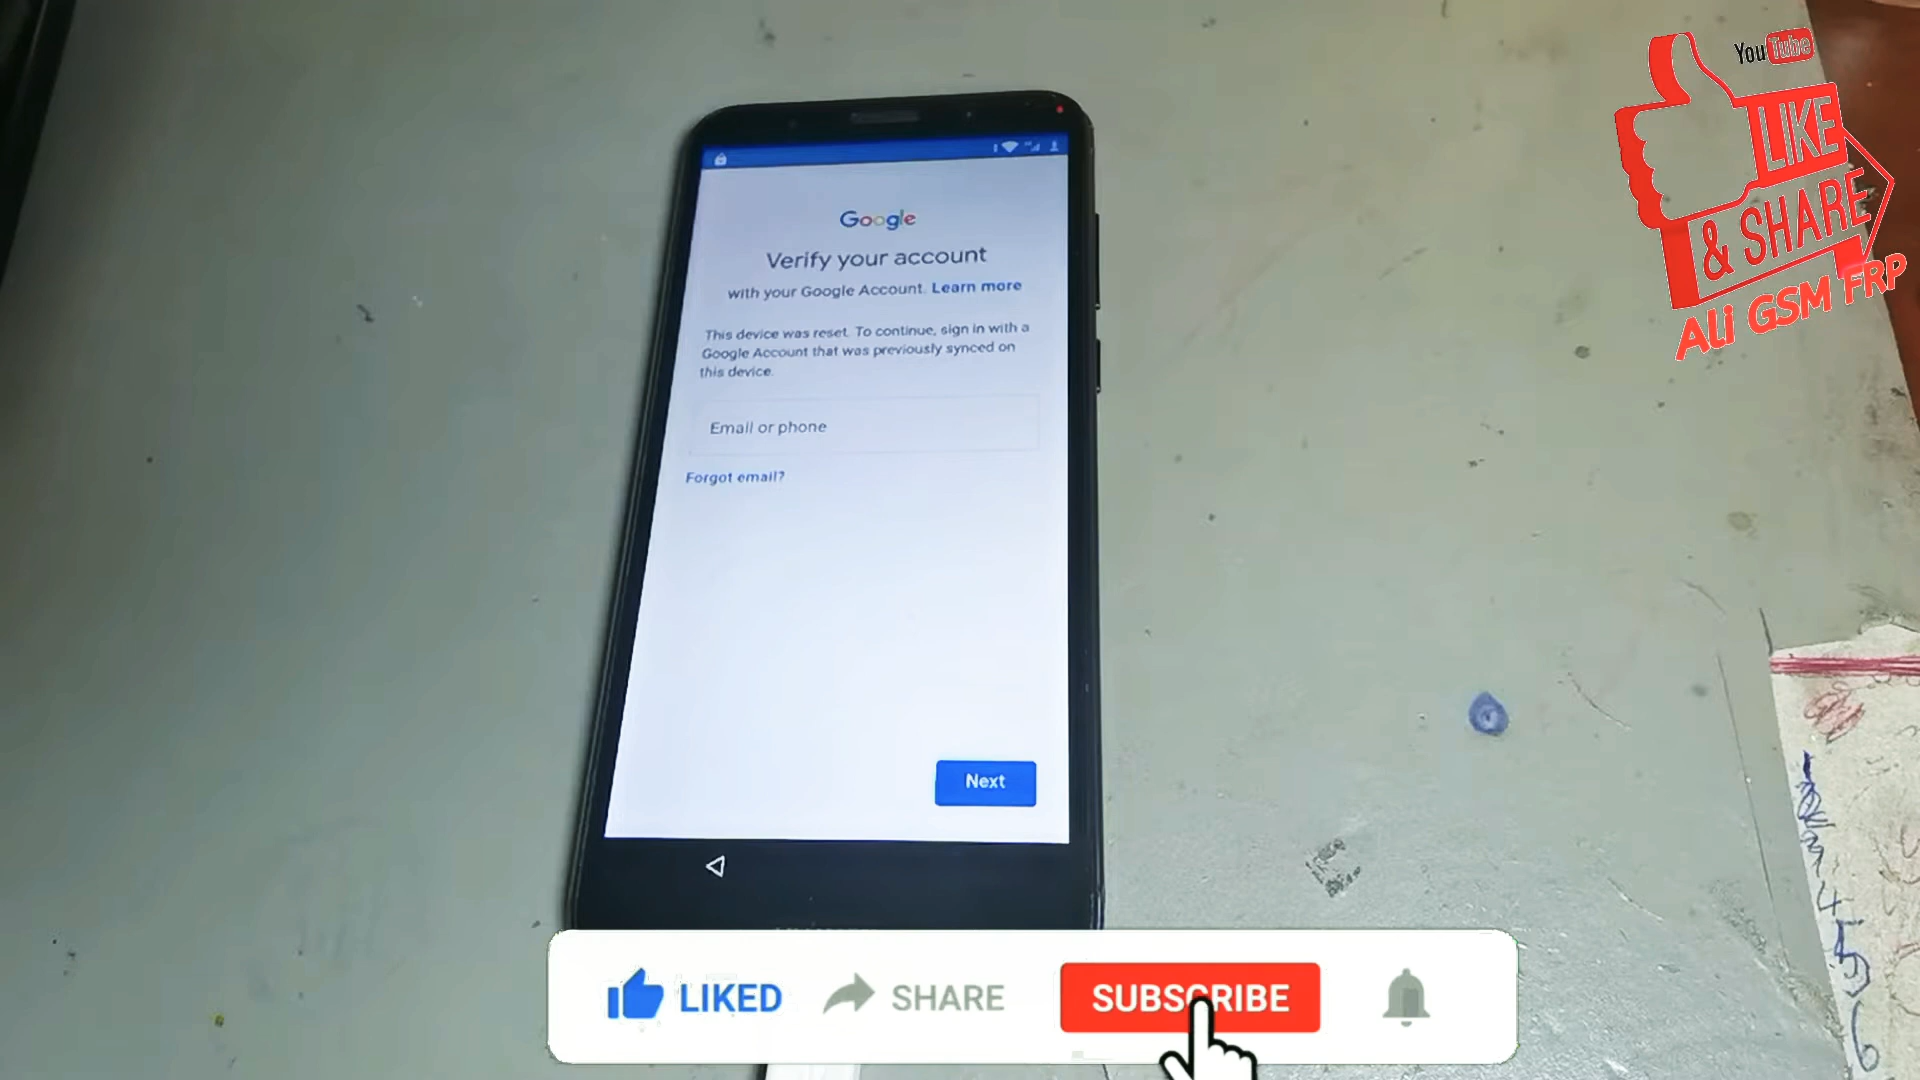 YouTube
LIKE
& SHARE
Ali GSM FRP
Google
Verify your account
with your Google Account. Learn more
This device was reset. To continue, sign in with a
Google Account that was previously synced on
this device.
Email or phone
Forgot email?
Next
LIKED
SHARE
SUBSCRIBE